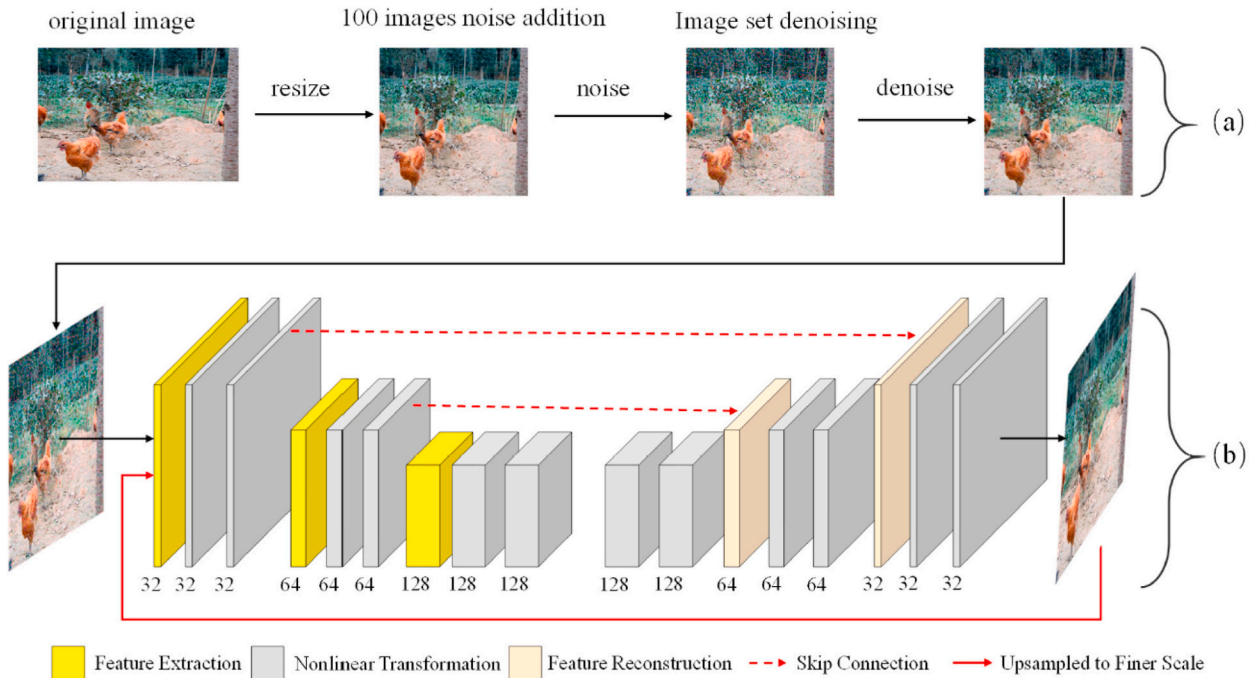 original image
100 images noise addition
Image set denoising
resize
noise
denoise
(a)
(b)
32 32 32 64 64 64 128 128 128 128 128 64 64 64 32 32 32
Feature Extraction Nonlinear Transformation Feature Reconstruction Skip Connection Upsampled to Finer Scale